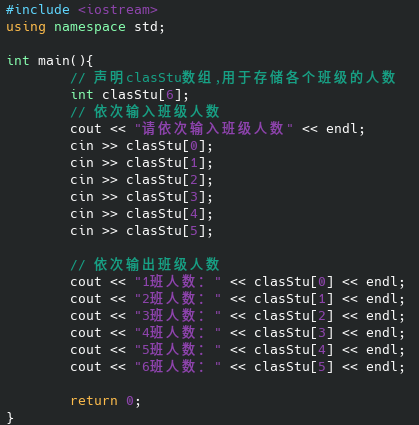 #include <iostream>
using namespace std;

int main(){
        // 声明clasStu数组,用于存储各个班级的人数
        int clasStu[6];
        // 依次输入班级人数
        cout << "请依次输入班级人数" << endl;
        cin >> clasStu[0];
        cin >> clasStu[1];
        cin >> clasStu[2];
        cin >> clasStu[3];
        cin >> clasStu[4];
        cin >> clasStu[5];

        // 依次输出班级人数
        cout << "1班人数：" << clasStu[0] << endl;
        cout << "2班人数：" << clasStu[1] << endl;
        cout << "3班人数：" << clasStu[2] << endl;
        cout << "4班人数：" << clasStu[3] << endl;
        cout << "5班人数：" << clasStu[4] << endl;
        cout << "6班人数：" << clasStu[5] << endl;

        return 0;
}